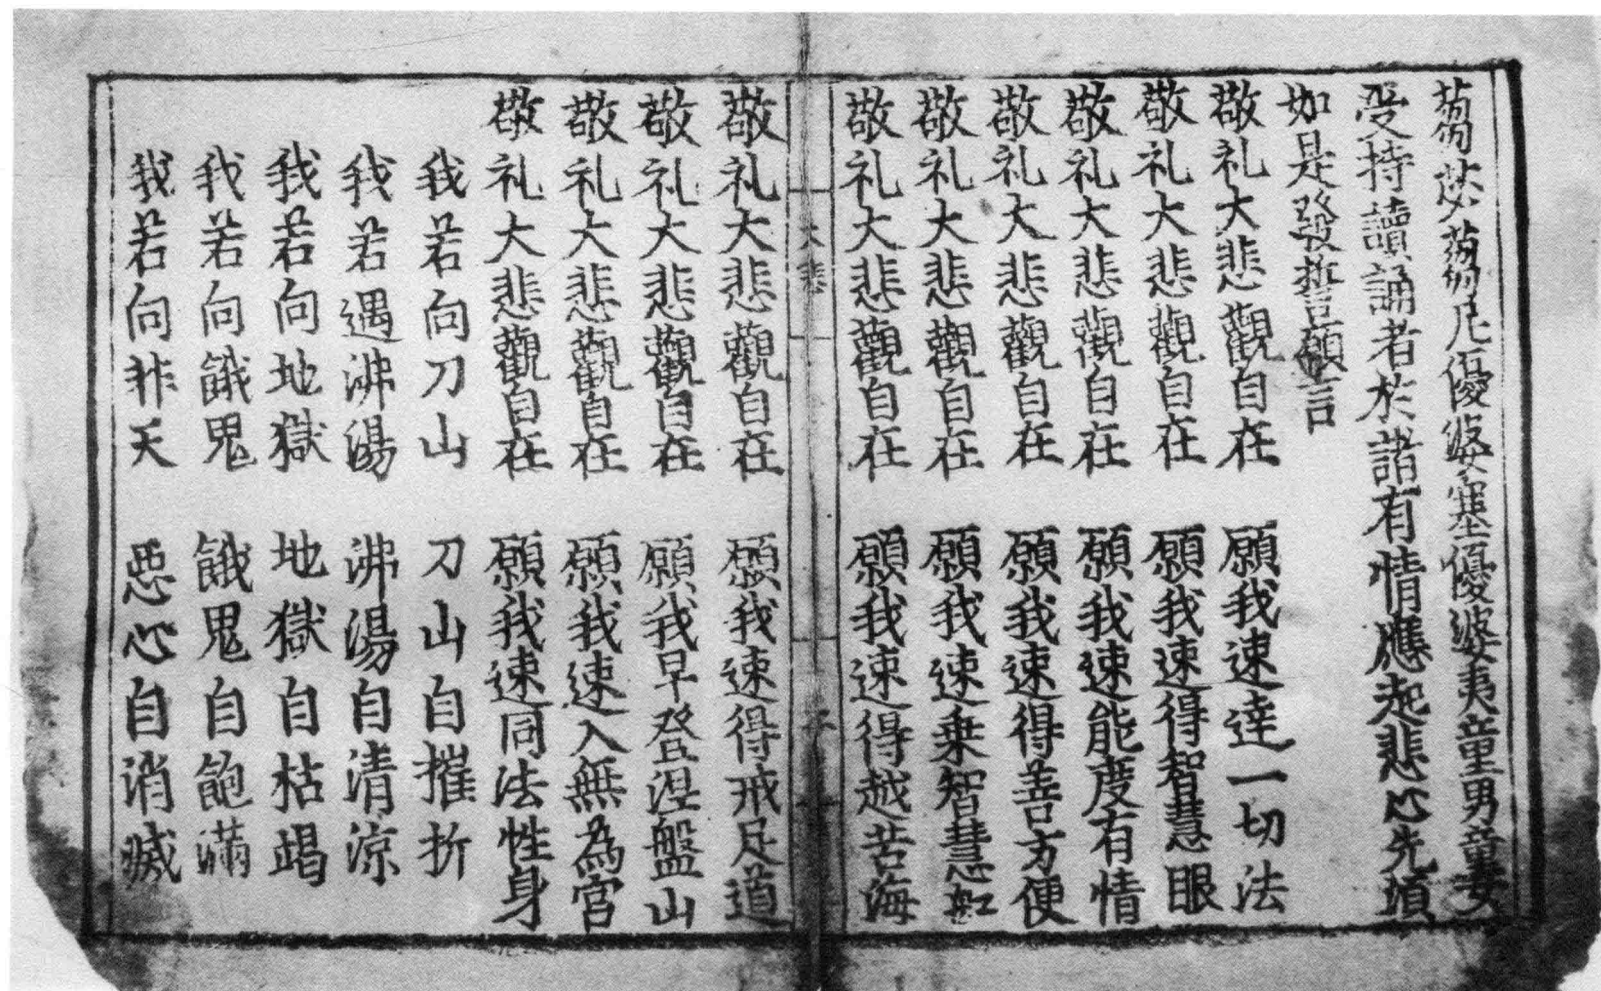 苾蒭苾蒭尼優婆塞優婆夷童男童女
受持讀誦者於諸有情應起悲心先須
如是發誓願言
敬礼大悲觀自在 願我速達一切法
敬礼大悲觀自在 願我速得智慧眼
敬礼大悲觀自在 願我速能度有情
敬礼大悲觀自在 願我速得善方便
敬礼大悲觀自在 願我速乗智慧舡
敬礼大悲觀自在 願我速得越苦海
大悲
敬礼大悲觀自在 願我速得戒足道
敬礼大悲觀自在 願我早登涅盤山
敬礼大悲觀自在 願我速入無為宮
敬礼大悲觀自在 願我速同法性身
我若向刀山 刀山自摧折
我若遇沸湯 沸湯自清涼
我若向地獄 地獄自枯竭
我若向餓鬼 餓鬼自飽滿
我若向非天 惡心自消滅